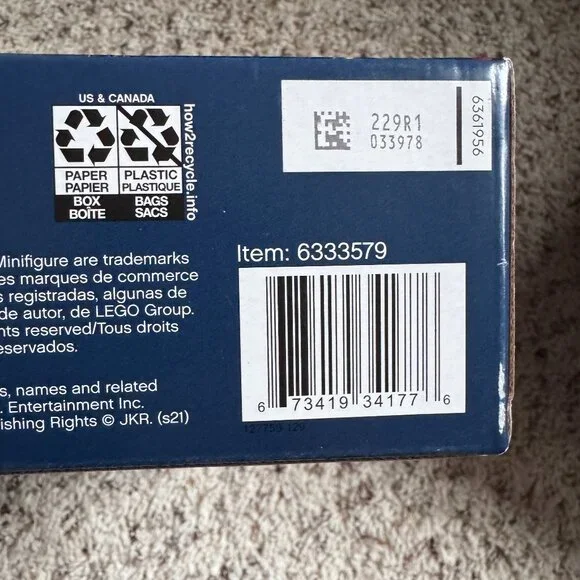 US & CANADA
PAPER
PAPIER
BOX
BOÎTE
PLASTIC
PLASTIQUE
BAGS
SACS
how2recycle.info
229R1
033978
6361956
Minifigure are trademarks
es marques de commerce
s registradas, algunas de
de autor, de LEGO Group.
nts reserved/Tous droits
eservados.
s, names and related
. Entertainment Inc.
lishing Rights © JKR. (s21)
Item: 6333579
6 73419 34177 6